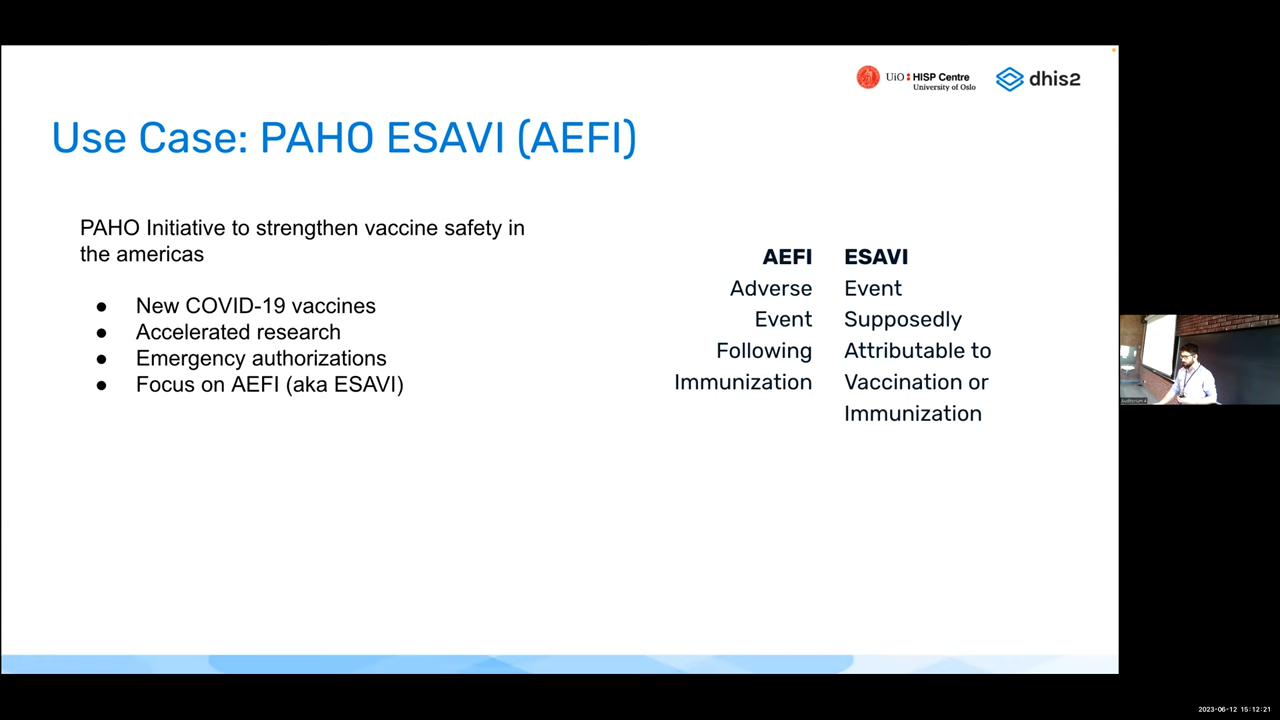 UiO HISP Centre
University of Oslo
dhis2
Use Case: PAHO ESAVI (AEFI)
PAHO Initiative to strengthen vaccine safety in
the americas
● New COVID-19 vaccines
● Accelerated research
● Emergency authorizations
● Focus on AEFI (aka ESAVI)
AEFI
Adverse
Event
Following
Immunization
ESAVI
Event
Supposedly
Attributable to
Vaccination or
Immunization
Auditorium 4
2023-06-12 15:12:21